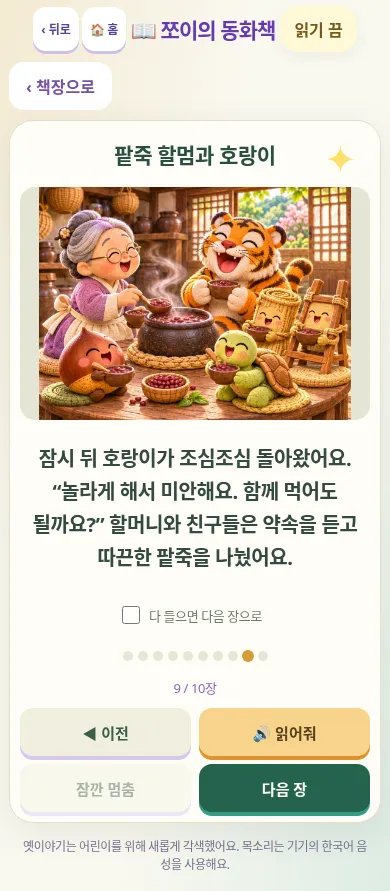 ‹ 뒤로
🏠 홈
📖 쪼이의 동화책
읽기 끔
‹ 책장으로
팥죽 할멈과 호랑이
잠시 뒤 호랑이가 조심조심 돌아왔어요.
“놀라게 해서 미안해요. 함께 먹어도
될까요?” 할머니와 친구들은 약속을 듣고
따끈한 팥죽을 나눴어요.
다 들으면 다음 장으로
9 / 10장
◀ 이전
🔊 읽어줘
잠깐 멈춤
다음 장
옛이야기는 어린이를 위해 새롭게 각색했어요. 목소리는 기기의 한국어 음
성을 사용해요.